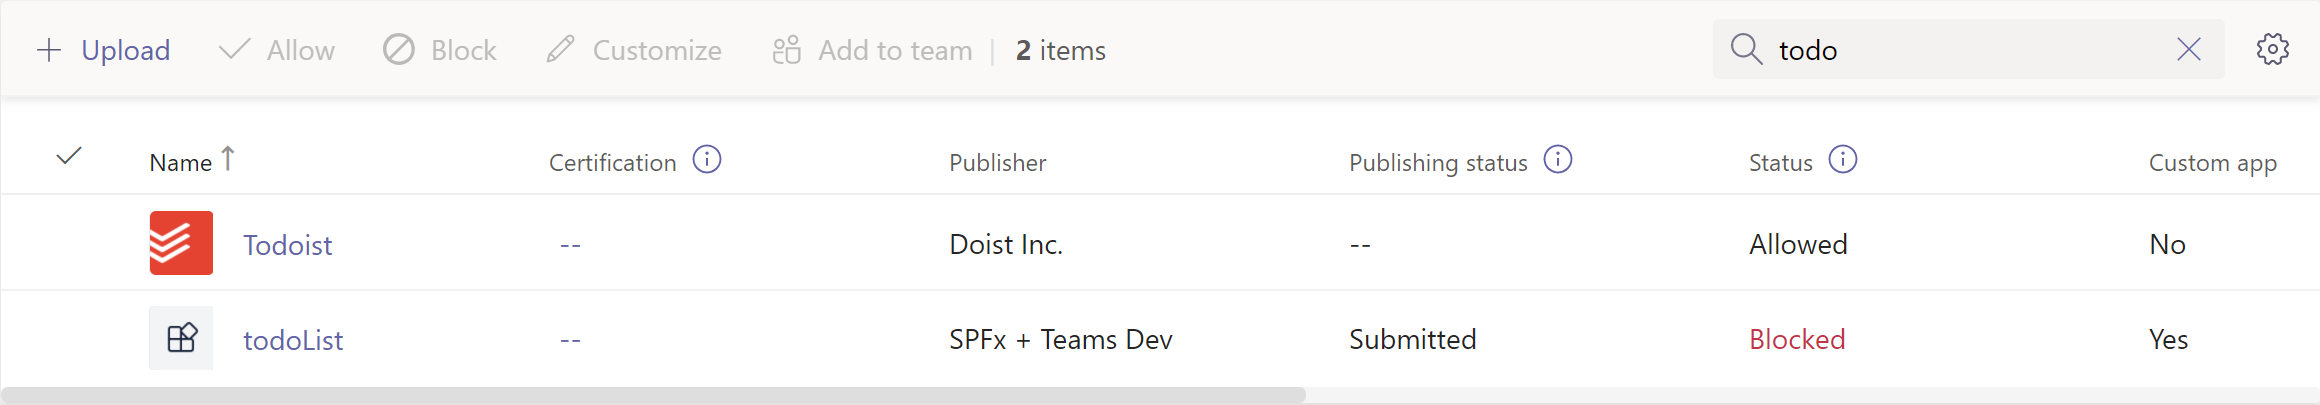 Upload Allow Block Customize Add to team | 2 items todo
Name Certification Publisher Publishing status Status Custom app
Todoist -- Doist Inc. -- Allowed No
todoList -- SPFx + Teams Dev Submitted Blocked Yes